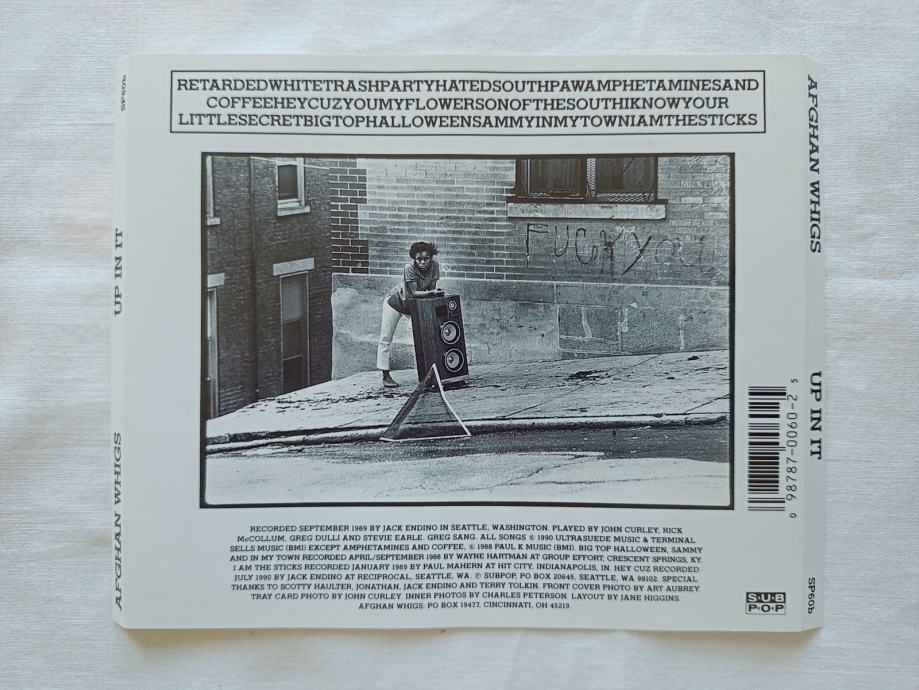 RETARDEDWHITETRASHPARTYHATEDSOUTHPAWAMPHETAMINESAND
COFFEEHEYCUZYOUMYFLOWERSONOFTHESOUTHIKNOWYOUR
LITTLESECRETBIGTOPHALLOWEENSAMMYINMYTOWNIAMTHESTICKS
SP60b
UP IN IT
AFGHAN WHIGS
FUCK YOU
AFGHAN WHIGS
UP IN IT
SP60b
0 98787-0060-2 5
RECORDED SEPTEMBER 1989 BY JACK ENDINO IN SEATTLE, WASHINGTON. PLAYED BY JOHN CURLEY, RICK
McCOLLUM, GREG DULLI AND STEVIE EARLE. GREG SANG. ALL SONGS © 1990 ULTRASUEDE MUSIC & TERMINAL
SELLS MUSIC (BMI) EXCEPT AMPHETAMINES AND COFFEE, © 1988 PAUL K MUSIC (BMI). BIG TOP HALLOWEEN, SAMMY
AND IN MY TOWN RECORDED APRIL/SEPTEMBER 1988 BY WAYNE HARTMAN AT GROUP EFFORT, CRESCENT SPRINGS, KY.
I AM THE STICKS RECORDED JANUARY 1989 BY PAUL MAHERN AT HIT CITY, INDIANAPOLIS, IN. HEY CUZ RECORDED
JULY 1990 BY JACK ENDINO AT RECIPROCAL, SEATTLE, WA. ℗ SUBPOP, PO BOX 20645, SEATTLE, WA 98102. SPECIAL
THANKS TO SCOTTY HAULTER, JONATHAN, JACK ENDINO AND TERRY TOLKIN. FRONT COVER PHOTO BY ART AUBREY.
TRAY CARD PHOTO BY JOHN CURLEY. INNER PHOTOS BY CHARLES PETERSON. LAYOUT BY JANE HIGGINS.
AFGHAN WHIGS. PO BOX 19477, CINCINNATI, OH 45219.
SUB
POP